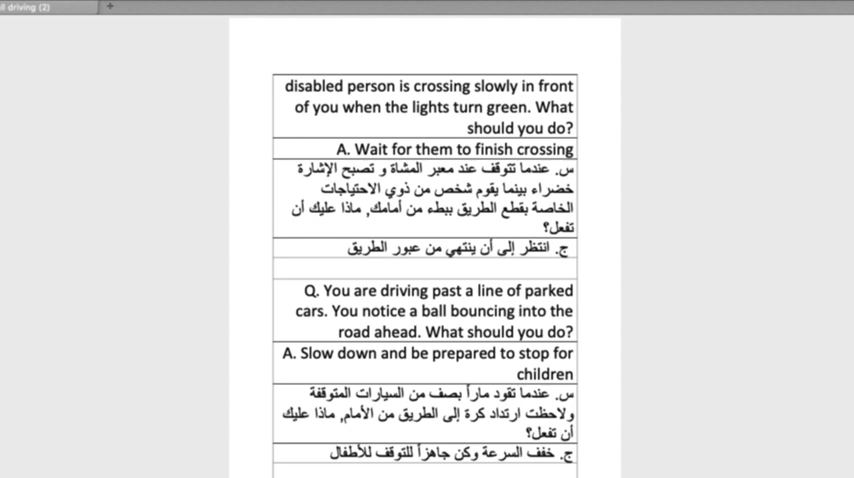 ll driving (2)
disabled person is crossing slowly in front
of you when the lights turn green. What
should you do?
A. Wait for them to finish crossing
س. عندما تتوقف عند معبر المشاة و تصبح الإشارة
خضراء بينما يقوم شخص من ذوي الاحتياجات
الخاصة بقطع الطريق ببطء من أمامك, ماذا عليك أن
تفعل؟
ج. انتظر إلى أن ينتهي من عبور الطريق
Q. You are driving past a line of parked
cars. You notice a ball bouncing into the
road ahead. What should you do?
A. Slow down and be prepared to stop for
children
س. عندما تقود ماراً بصف من السيارات المتوقفة
ولاحظت ارتداد كرة إلى الطريق من الأمام, ماذا عليك
أن تفعل؟
ج. خفف السرعة وكن جاهزاً للتوقف للأطفال